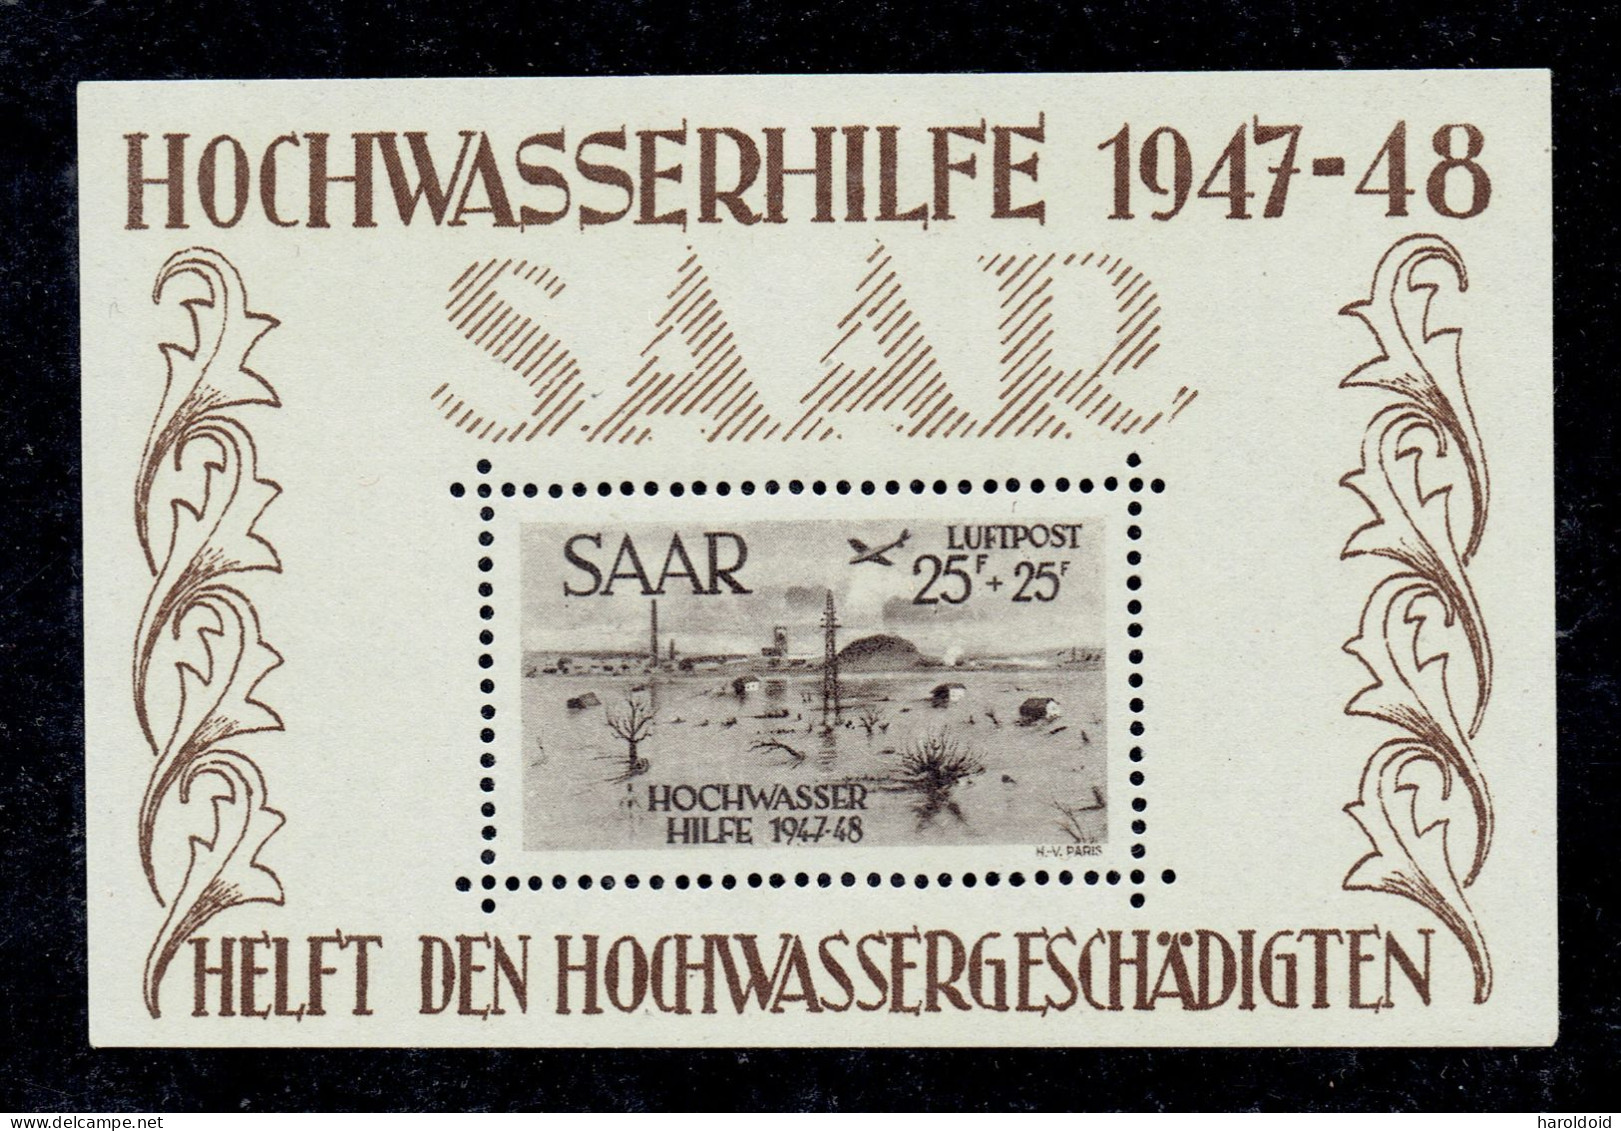 HOCHWASSERHILFE 1947-48
SAAR
SAAR
LUFTPOST
25F + 25F
HOCHWASSER
HILFE 1947-48
H.-V. PARIS
HELFT DEN HOCHWASSERGESCHÄDIGTEN
haroldoid